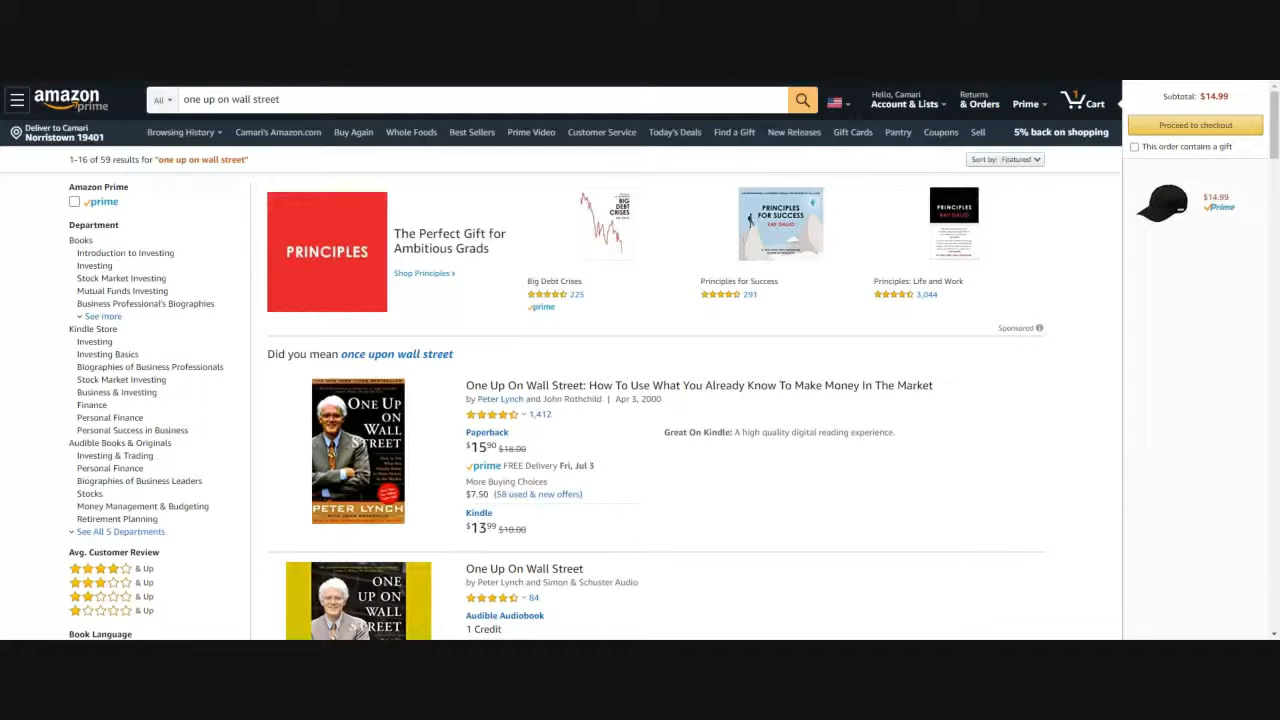 amazon
prime
All
one up on wall street
Hello, Camari
Account & Lists
Returns
& Orders
Prime
1
Cart
Deliver to Camari
Norristown 19401
Browsing History
Camari's Amazon.com
Buy Again
Whole Foods
Best Sellers
Prime Video
Customer Service
Today's Deals
Find a Gift
New Releases
Gift Cards
Pantry
Coupons
Sell
5% back on shopping
Subtotal: $14.99
Proceed to checkout
This order contains a gift
$14.99
Prime
1-16 of 59 results for "one up on wall street"
Sort by: Featured
Amazon Prime
prime
Department
Books
Introduction to Investing
Investing
Stock Market Investing
Mutual Funds Investing
Business Professional's Biographies
See more
Kindle Store
Investing
Investing Basics
Biographies of Business Professionals
Stock Market Investing
Business & Investing
Finance
Personal Finance
Personal Success in Business
Audible Books & Originals
Investing & Trading
Personal Finance
Biographies of Business Leaders
Stocks
Money Management & Budgeting
Retirement Planning
See All 5 Departments
Avg. Customer Review
& Up
& Up
& Up
& Up
Book Language
PRINCIPLES
The Perfect Gift for
Ambitious Grads
Shop Principles ›
BIG
DEBT
CRISES
Big Debt Crises
225
prime
PRINCIPLES
FOR SUCCESS
RAY DALIO
Principles for Success
291
PRINCIPLES
RAY DALIO
Principles: Life and Work
3,044
Sponsored
Did you mean once upon wall street
ONE UP
ON
WALL
STREET
PETER LYNCH
One Up On Wall Street: How To Use What You Already Know To Make Money In The Market
by Peter Lynch and John Rothchild | Apr 3, 2000
1,412
Paperback
$15.90 $18.00
prime FREE Delivery Fri, Jul 3
More Buying Choices
$7.50 (58 used & new offers)
Kindle
$13.99 $18.00
Great On Kindle: A high quality digital reading experience.
ONE
UP ON
WALL
STREET
One Up On Wall Street
by Peter Lynch and Simon & Schuster Audio
84
Audible Audiobook
1 Credit